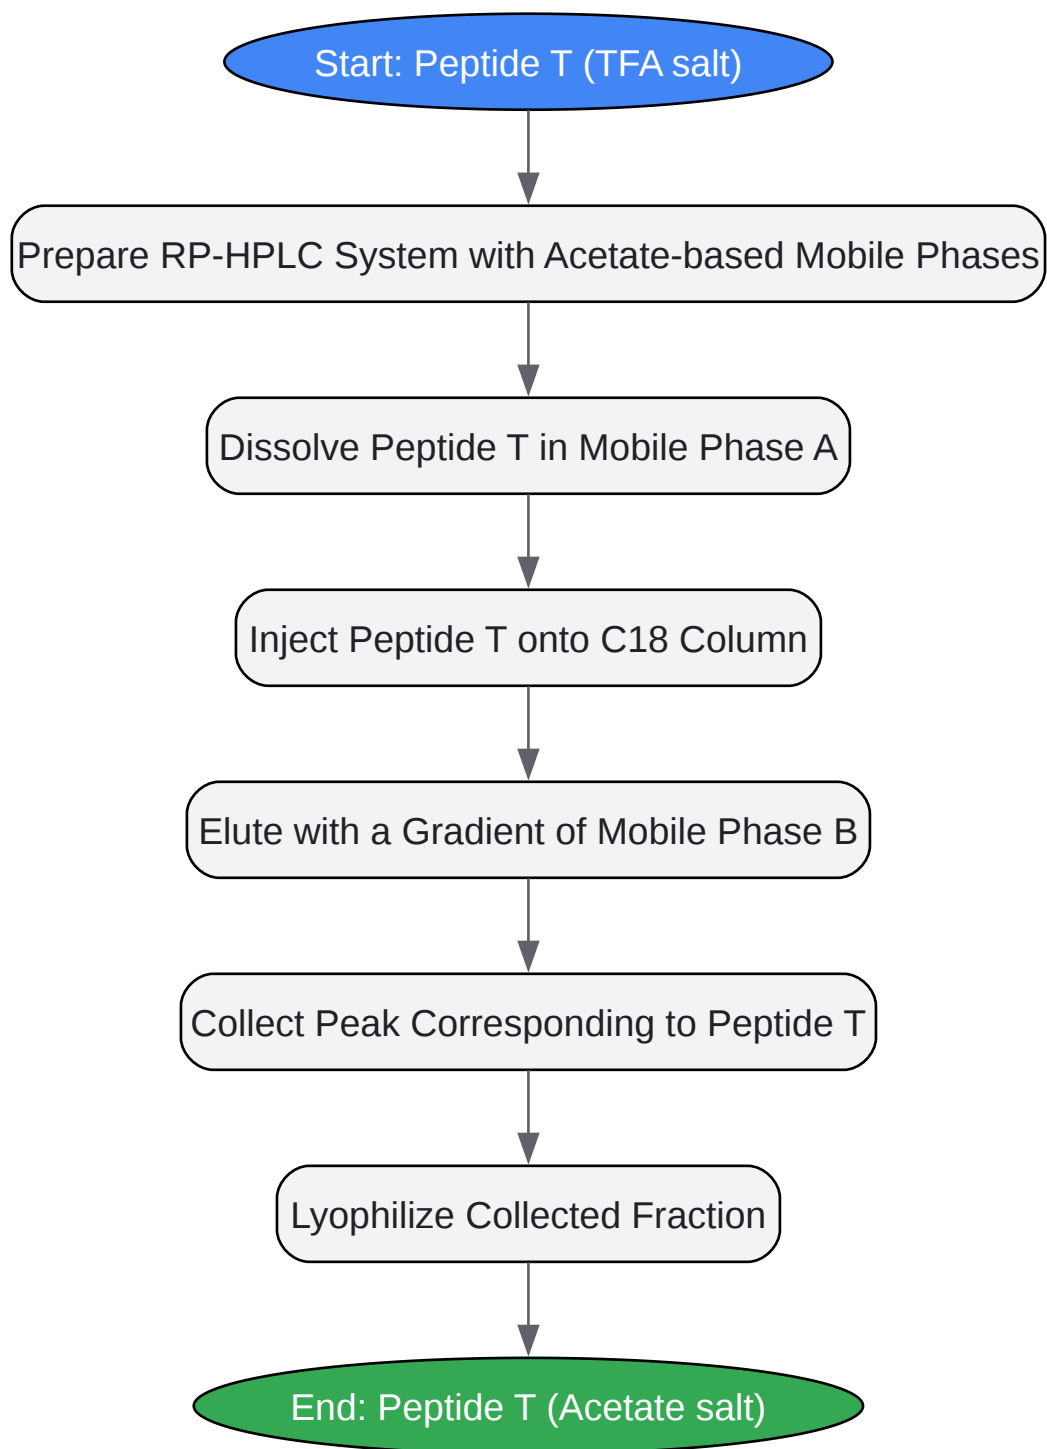 Start: Peptide T (TFA salt)
Prepare RP-HPLC System with Acetate-based Mobile Phases
Dissolve Peptide T in Mobile Phase A
Inject Peptide T onto C18 Column
Elute with a Gradient of Mobile Phase B
Collect Peak Corresponding to Peptide T
Lyophilize Collected Fraction
End: Peptide T (Acetate salt)